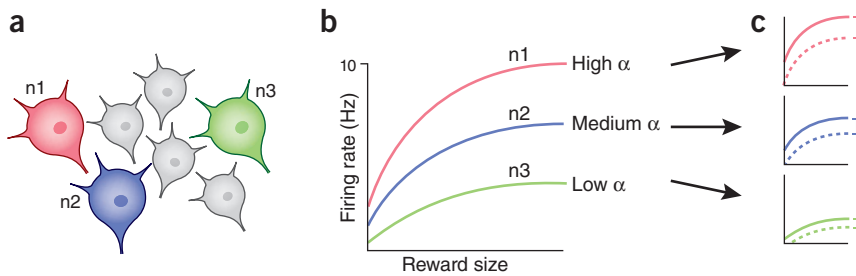 a
n1
n2
n3
b
10
Firing rate (Hz)
n1
High α
n2
Medium α
n3
Low α
Reward size
c